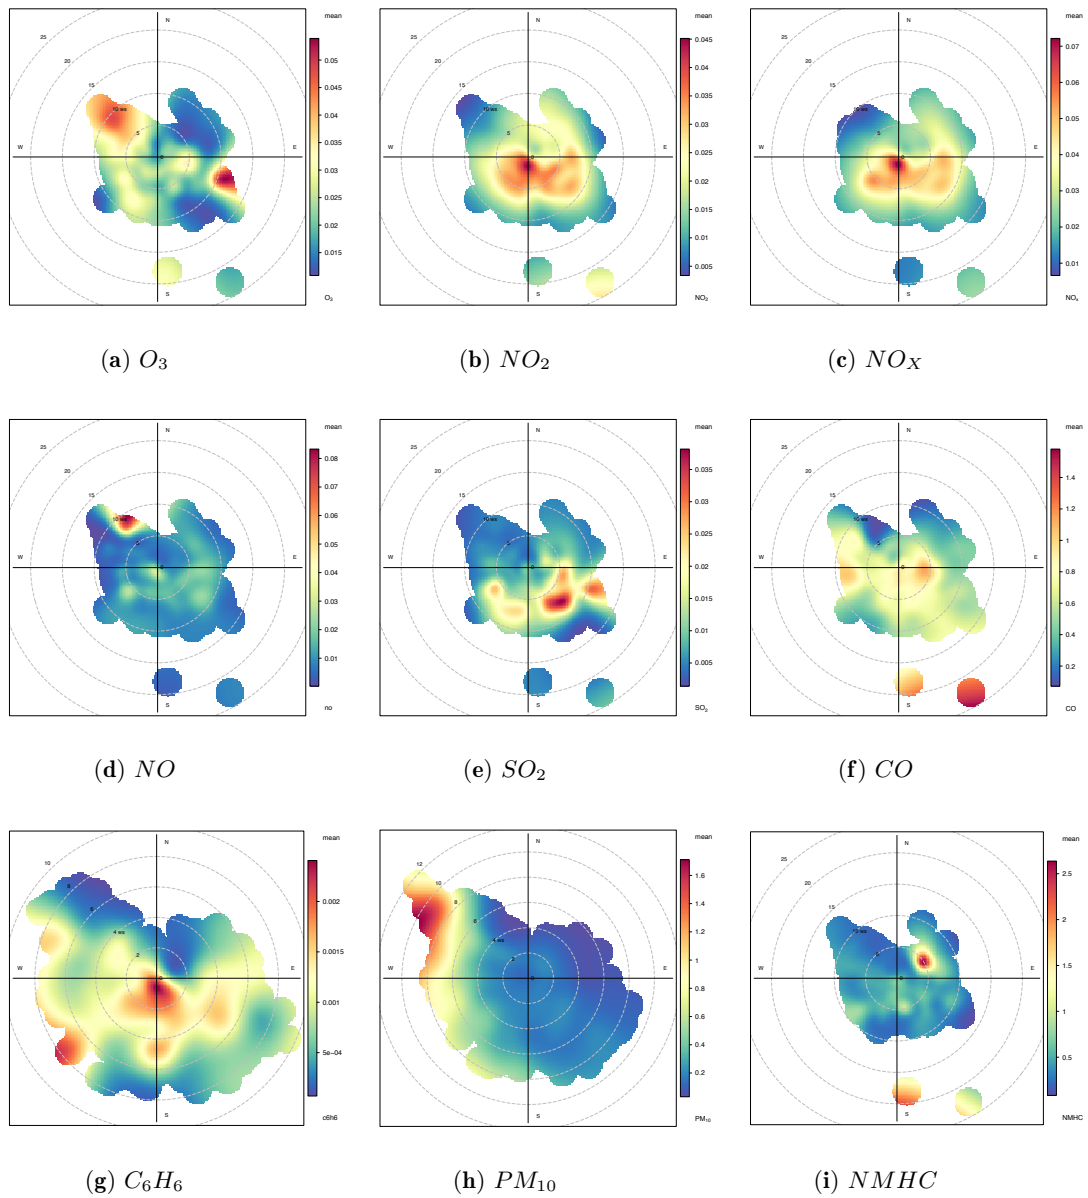 mean
N
25
20
15
10 ws
5
0
W
E
S
0.05
0.045
0.04
0.035
0.03
0.025
0.02
0.015
O₃
(a) O₃
mean
N
25
20
15
10 ws
5
0
W
E
S
0.045
0.04
0.035
0.03
0.025
0.02
0.015
0.01
0.005
NO₂
(b) NO₂
mean
N
25
20
15
10 ws
5
0
W
E
S
0.07
0.06
0.05
0.04
0.03
0.02
0.01
NOₓ
(c) NO_X
mean
N
25
20
15
10 ws
5
0
W
E
S
0.08
0.07
0.06
0.05
0.04
0.03
0.02
0.01
no
(d) NO
mean
N
25
20
15
10 ws
5
0
W
E
S
0.035
0.03
0.025
0.02
0.015
0.01
0.005
SO₂
(e) SO₂
mean
N
25
20
15
10 ws
5
0
W
E
S
1.4
1.2
1
0.8
0.6
0.4
0.2
CO
(f) CO
mean
N
10
8
6
4 ws
2
0
W
E
S
0.002
0.0015
0.001
5e−04
c6h6
(g) C₆H₆
mean
N
12
10
8
6
4 ws
2
0
W
E
S
1.6
1.4
1.2
1
0.8
0.6
0.4
0.2
PM₁₀
(h) PM₁₀
mean
N
25
20
15
10 ws
5
0
W
E
S
2.5
2
1.5
1
0.5
NMHC
(i) NMHC